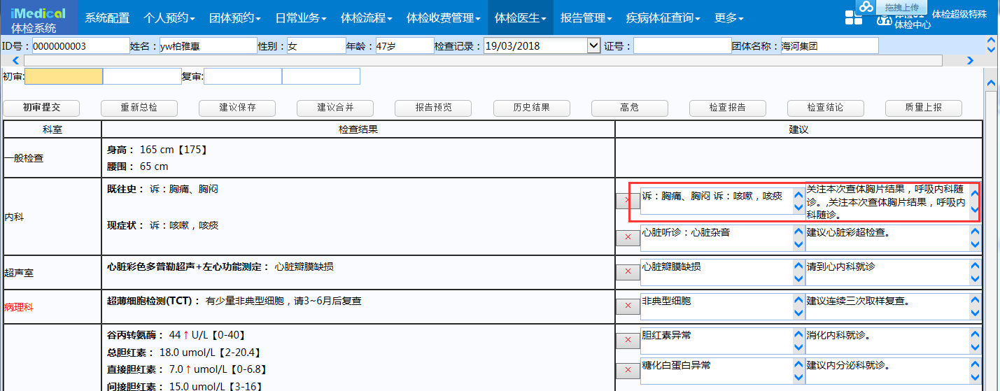 iMedical
体检系统
系统配置 个人预约 团体预约 日常业务 体检流程 体检收费管理 体检医生 报告管理 疾病体征查询 更多
拖拽上传
体检超级特殊
体检中心
ID号： 0000000003 姓名： yw柏雅惠 性别： 女 年龄： 47岁 检查记录： 19/03/2018 证号： 团体名称： 海河集团
初审: 复审:
初审提交 重新总检 建议保存 建议合并 报告预览 历史结果 高危 检查报告 检查结论 质量上报
科室 检查结果 建议
一般检查
身高： 165 cm【175】
腰围： 65 cm
内科
既往史： 诉：胸痛、胸闷
现症状： 诉：咳嗽，咳痰
诉：胸痛、胸闷 诉：咳嗽，咳痰
关注本次查体胸片结果，呼吸内科随
诊。,关注本次查体胸片结果，呼吸内
科随诊。
心脏听诊：心脏杂音 建议心脏彩超检查。
超声室
心脏彩色多普勒超声+左心功能测定： 心脏瓣膜缺损
心脏瓣膜缺损 请到心内科就诊
病理科
超薄细胞检测(TCT)： 有少量非典型细胞，请3~6月后复查
非典型细胞 建议连续三次取样复查。
谷丙转氨酶： 44↑U/L【0-40】
总胆红素： 18.0 umol/L【2-20.4】
直接胆红素： 7.0↑umol/L【0-6.8】
间接胆红素： 15.0 umol/L【3-16】
胆红素异常 消化内科就诊。
糖化白蛋白异常 建议内分泌科就诊。